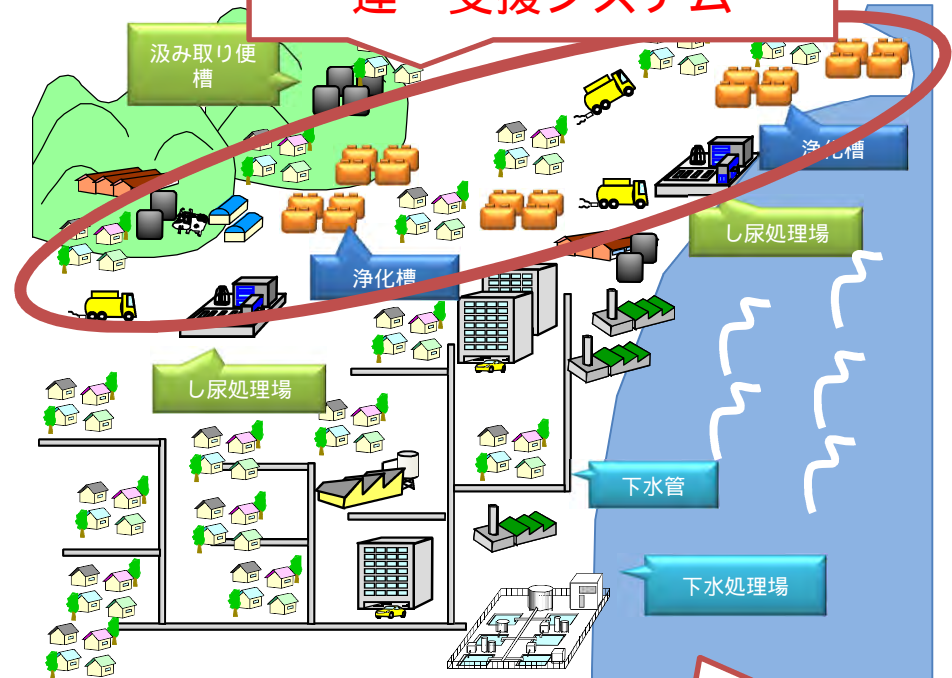 支援システム
汲み取り便
槽
浄化槽
し尿処理場
浄化槽
し尿処理場
下水管
下水処理場